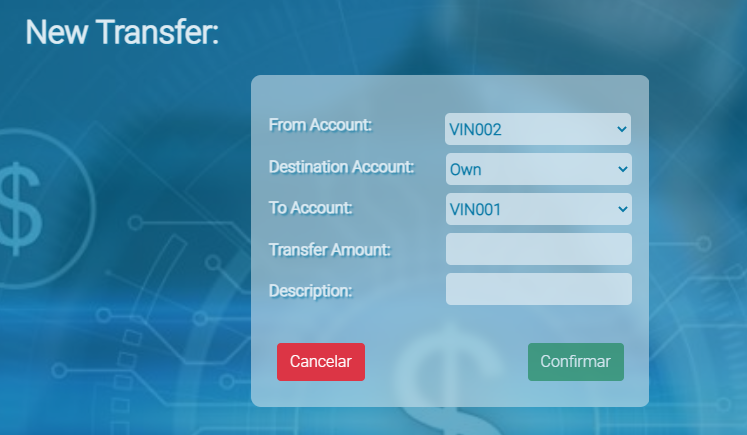 New Transfer:
From Account: VIN002
Destination Account: Own
To Account: VIN001
Transfer Amount:
Description:
Cancelar Confirmar